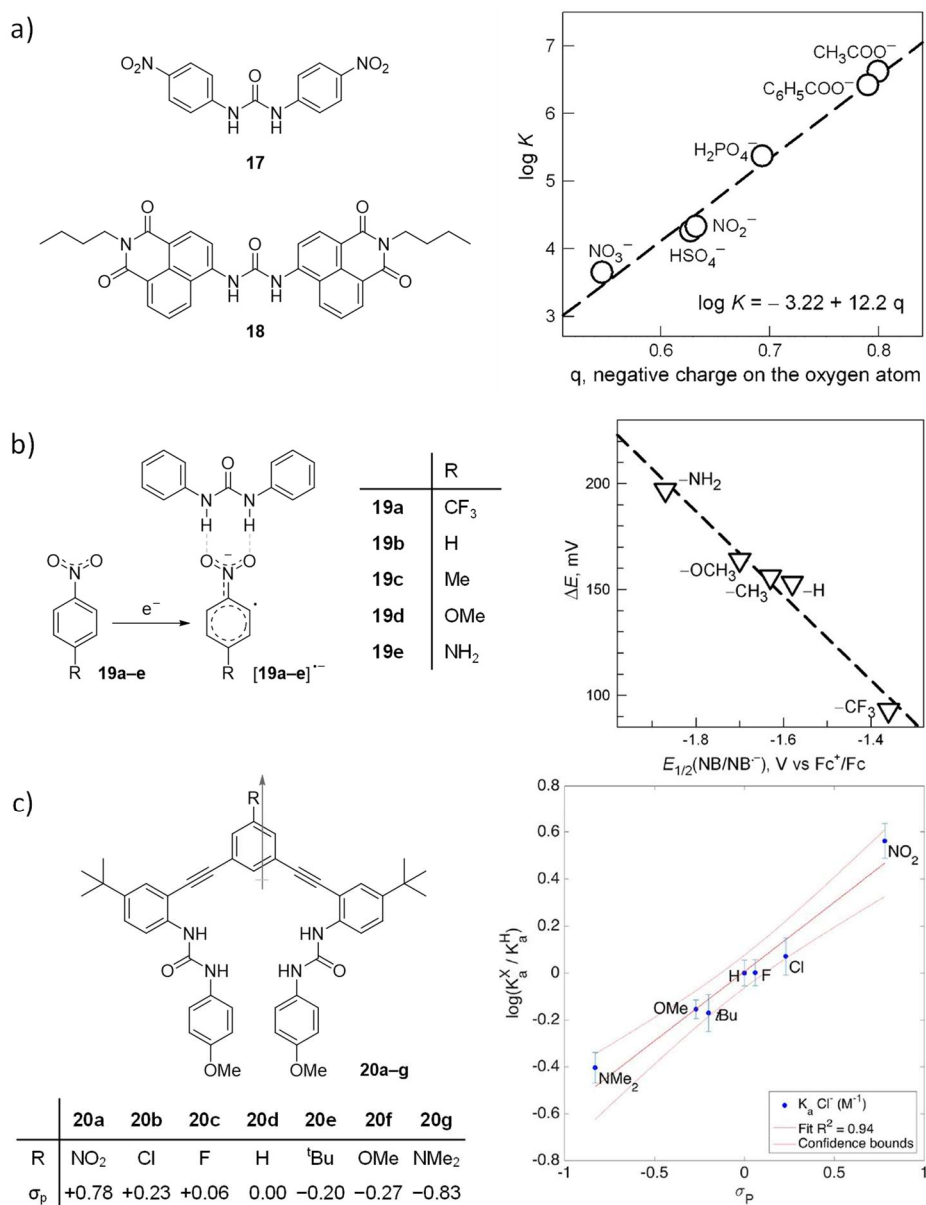 a)
NO₂
NO₂
O
N
H
N
H
17
O
O
N
O
N
H
N
H
O
N
O
O
18
log K
7
6
5
4
3
CH₃COO⁻
C₆H₅COO⁻
H₂PO₄⁻
NO₂⁻
HSO₄⁻
NO₃⁻
log K = − 3.22 + 12.2 q
0.6 0.7 0.8
q, negative charge on the oxygen atom
b)
O
N N
H H
O N O
O N O
−
e⁻
R
R
19a–e
[19a–e]•−
R
19a CF₃
19b H
19c Me
19d OMe
19e NH₂
ΔE, mV
200
150
100
−NH₂
−OCH₃
−CH₃
−H
−CF₃
-1.8 -1.6 -1.4
E1/2(NB/NB•−), V vs Fc⁺/Fc
c)
R
NH
HN
O
NH
HN
O
OMe
OMe
20a–g
20a 20b 20c 20d 20e 20f 20g
R NO₂ Cl F H ᵗBu OMe NMe₂
σp +0.78 +0.23 +0.06 0.00 −0.20 −0.27 −0.83
log(KaX / KaH)
0.8
0.6
0.4
0.2
0
-0.2
-0.4
-0.6
-0.8
NO₂
Cl
H
F
OMe
tBu
NMe₂
Ka Cl⁻ (M⁻¹)
Fit R² = 0.94
Confidence bounds
-1 -0.5 0 0.5 1
σP